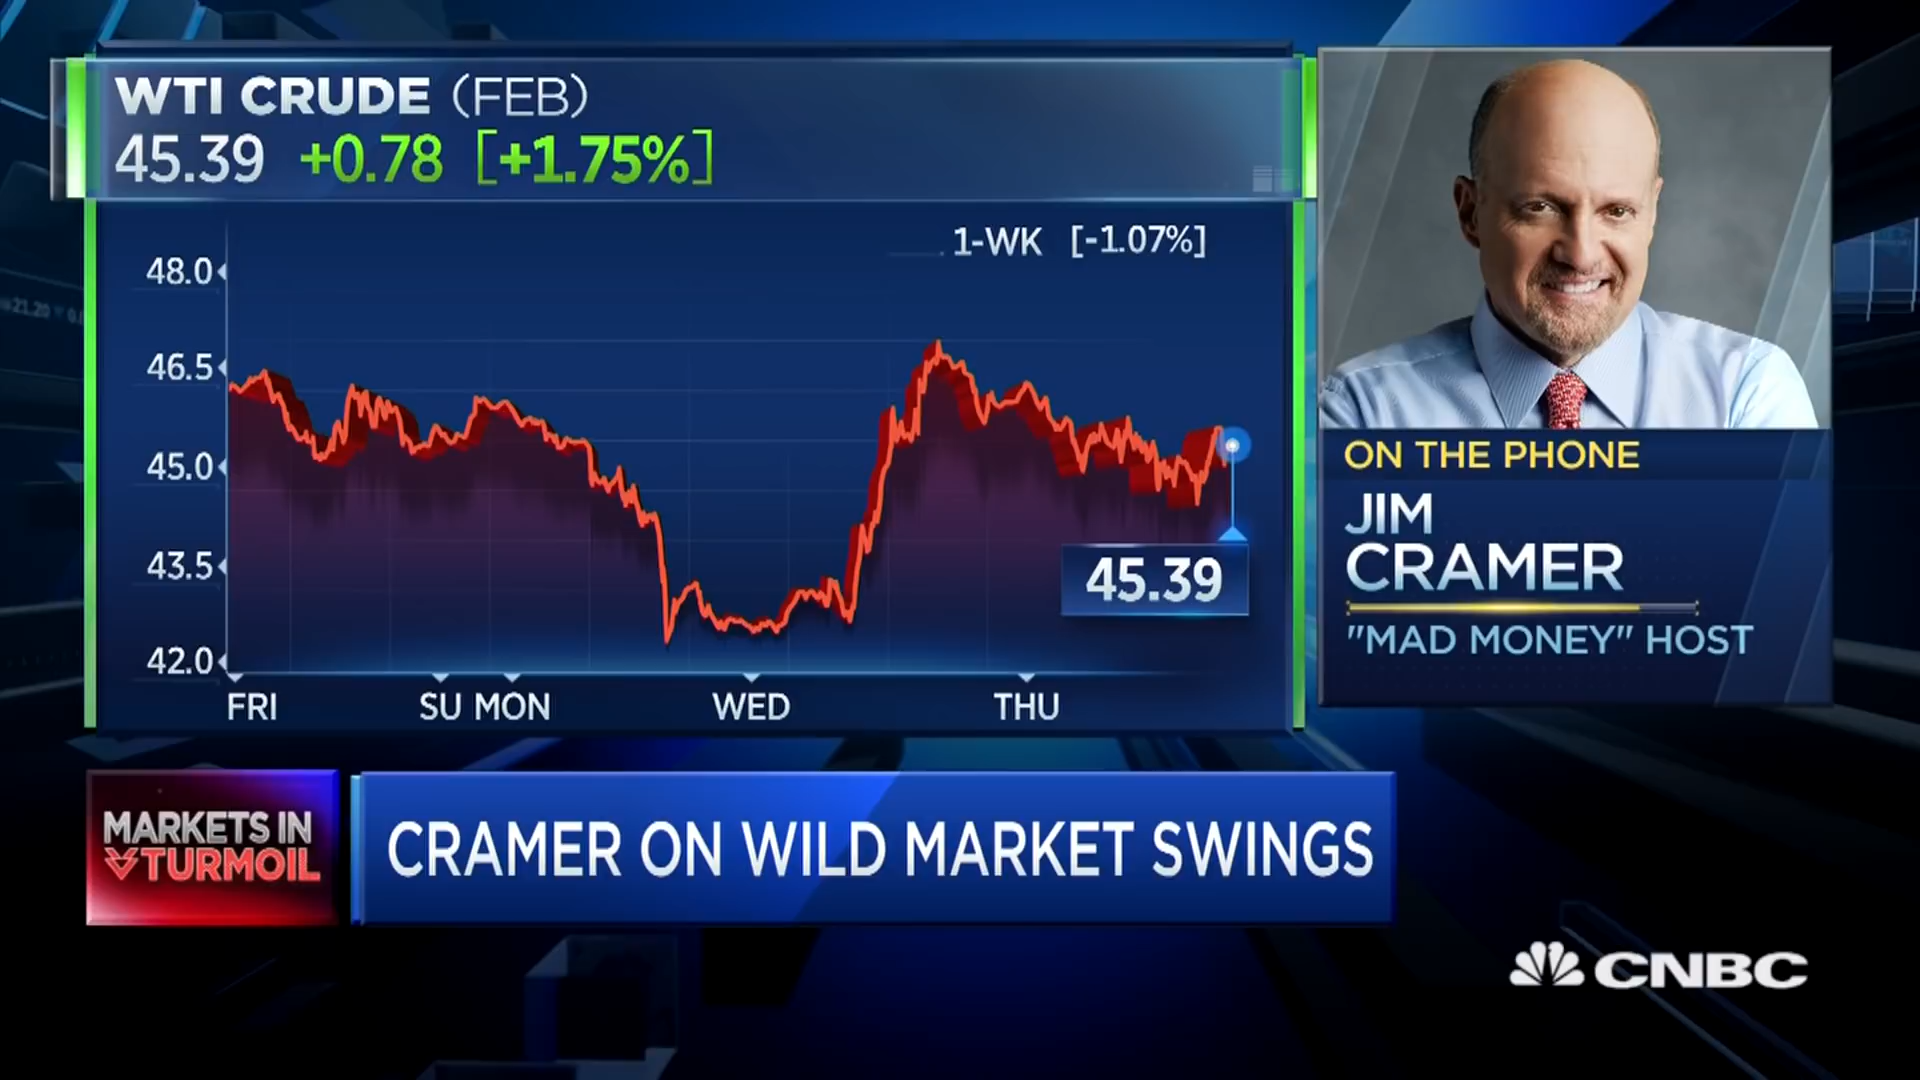 WTI CRUDE (FEB)
45.39 +0.78 [+1.75%]
1-WK [-1.07%]
48.0
46.5
45.0
43.5
42.0
45.39
FRI SU MON WED THU
ON THE PHONE
JIM
CRAMER
"MAD MONEY" HOST
MARKETS IN
TURMOIL
CRAMER ON WILD MARKET SWINGS
CNBC